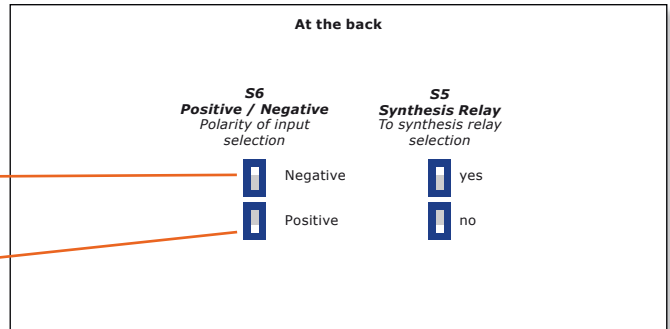 At the back
S6
Positive / Negative
Polarity of input
selection
S5
Synthesis Relay
To synthesis relay
selection
Negative
yes
Positive
no